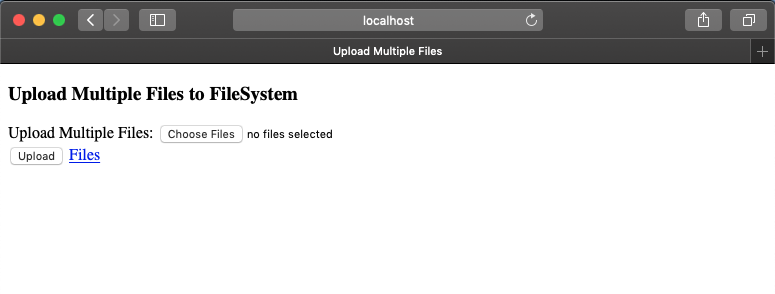 localhost
Upload Multiple Files
Upload Multiple Files to FileSystem
Upload Multiple Files: Choose Files no files selected
Upload Files